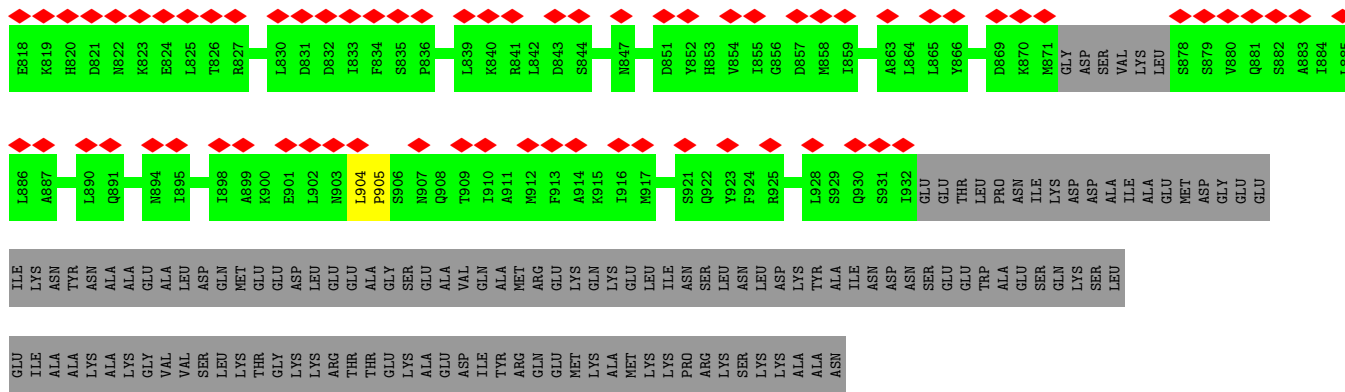 E818 K819 H820 D821 N822 K823 E824 L825 T826 R827 L830 D831 D832 I833 F834 S835 P836 L839 K840 R841 L842 D843 S844 N847 D851 Y852 H853 V854 I855 G856 D857 M858 I859 A863 L864 L865 Y866 D869 K870 M871 GLY ASP SER VAL LYS LEU S878 S879 V880 Q881 S882 A883 I884 L885
L886 A887 L890 Q891 N894 I895 I898 A899 K900 E901 L902 N903 L904 P905 S906 N907 Q908 T909 I910 A911 M912 F913 A914 K915 I916 M917 S921 Q922 Y923 F924 R925 L928 S929 Q930 S931 I932 GLU GLU THR LEU PRO ASN ILE LYS ASP ASP ALA ILE ALA GLU MET ASP GLY GLU GLU
ILE LYS ASN TYR ASN ALA ALA GLU ALA LEU ASP GLN MET GLU GLU ASP LEU GLU GLU ALA GLY SER GLU ALA VAL GLN ALA MET ARG GLU LYS GLN LYS GLU LEU ILE ASN SER LEU ASN LEU ASP LYS TYR ALA ILE ASN ASP ASN SER GLU GLU TRP ALA GLU SER GLN LYS SER LEU
GLU ILE ALA ALA LYS ALA LYS GLY VAL VAL SER LEU LYS THR GLY LYS LYS ARG THR THR GLU LYS ALA GLU ASP ILE TYR ARG GLN GLU MET LYS ALA MET LYS LYS PRO ARG LYS SER LYS LYS ALA ALA ASN